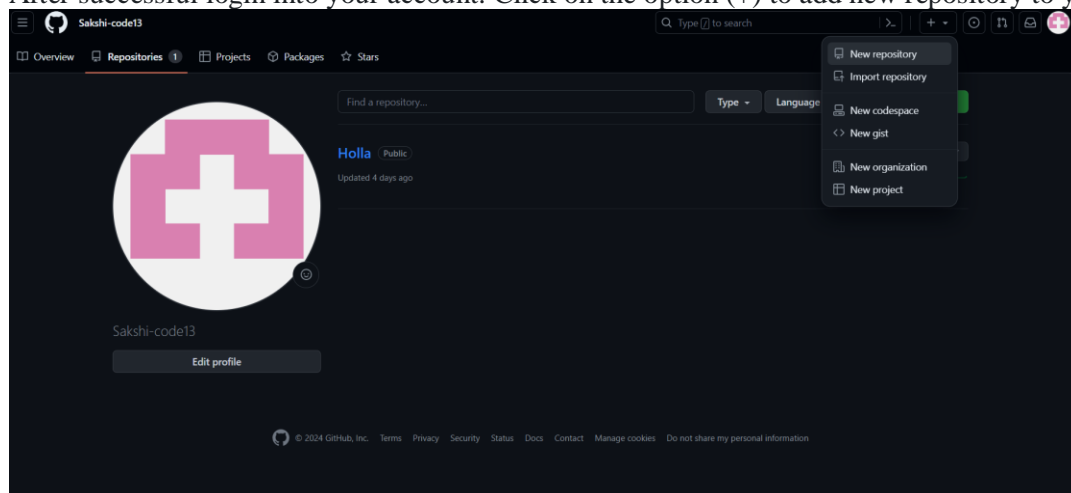 After successful login into your account. Click on the option (+) to add new repository to y
Sakshi-code13
Type / to search
Overview Repositories 1 Projects Packages Stars
New repository
Import repository
New codespace
New gist
New organization
New project
Find a repository...
Type Language
Holla Public
Updated 4 days ago
Sakshi-code13
Edit profile
© 2024 GitHub, Inc. Terms Privacy Security Status Docs Contact Manage cookies Do not share my personal information